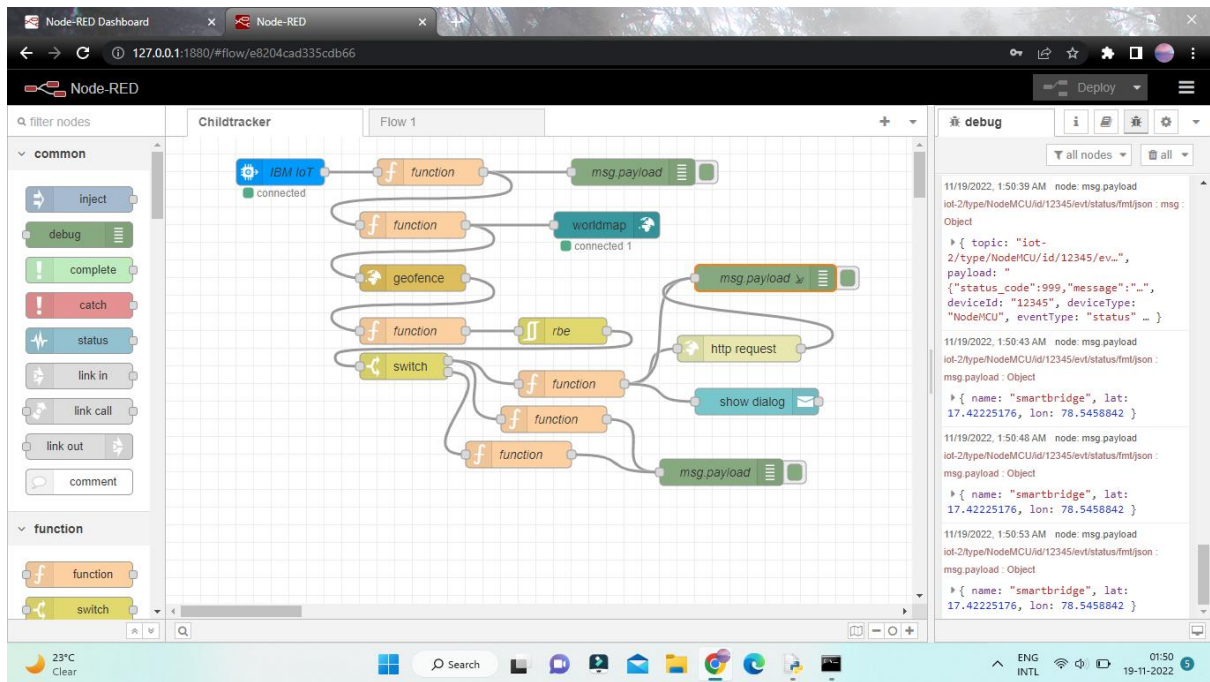 Node-RED Dashboard
Node-RED
127.0.0.1:1880/#flow/e8204cad335cdb66
Node-RED
Deploy
filter nodes
common
inject
debug
complete
catch
status
link in
link call
link out
comment
function
function
switch
Childtracker
Flow 1
IBM IoT
connected
function
msg.payload
function
worldmap
connected 1
geofence
msg.payload
function
rbe
http request
switch
function
show dialog
function
function
msg.payload
debug
all nodes
all
11/19/2022, 1:50:39 AM node: msg.payload
iot-2/type/NodeMCU/id/12345/evt/status/fmt/json : msg :
Object
{ topic: "iot-
2/type/NodeMCU/id/12345/ev…",
payload: "
{"status_code":999,"message":"…",
deviceId: "12345", deviceType:
"NodeMCU", eventType: "status" … }
11/19/2022, 1:50:43 AM node: msg.payload
iot-2/type/NodeMCU/id/12345/evt/status/fmt/json :
msg.payload : Object
{ name: "smartbridge", lat:
17.42225176, lon: 78.5458842 }
11/19/2022, 1:50:48 AM node: msg.payload
iot-2/type/NodeMCU/id/12345/evt/status/fmt/json :
msg.payload : Object
{ name: "smartbridge", lat:
17.42225176, lon: 78.5458842 }
11/19/2022, 1:50:53 AM node: msg.payload
iot-2/type/NodeMCU/id/12345/evt/status/fmt/json :
msg.payload : Object
{ name: "smartbridge", lat:
17.42225176, lon: 78.5458842 }
23°C
Clear
Search
ENG
INTL
01:50
19-11-2022
5